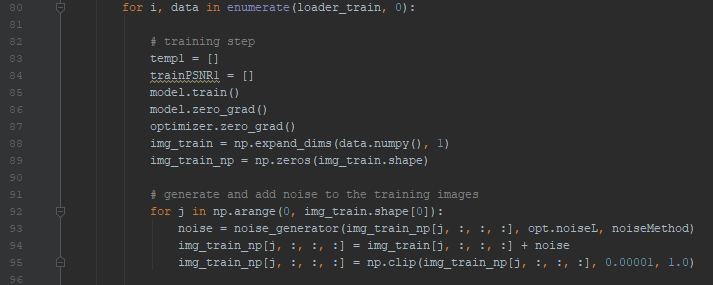 80 for i, data in enumerate(loader_train, 0):
81
82 # training step
83 templ = []
84 trainPSNR1 = []
85 model.train()
86 model.zero_grad()
87 optimizer.zero_grad()
88 img_train = np.expand_dims(data.numpy(), 1)
89 img_train_np = np.zeros(img_train.shape)
90
91 # generate and add noise to the training images
92 for j in np.arange(0, img_train.shape[0]):
93 noise = noise_generator(img_train_np[j, :, :, :], opt.noiseL, noiseMethod)
94 img_train_np[j, :, :, :] = img_train[j, :, :, :] + noise
95 img_train_np[j, :, :, :] = np.clip(img_train_np[j, :, :, :], 0.00001, 1.0)
96